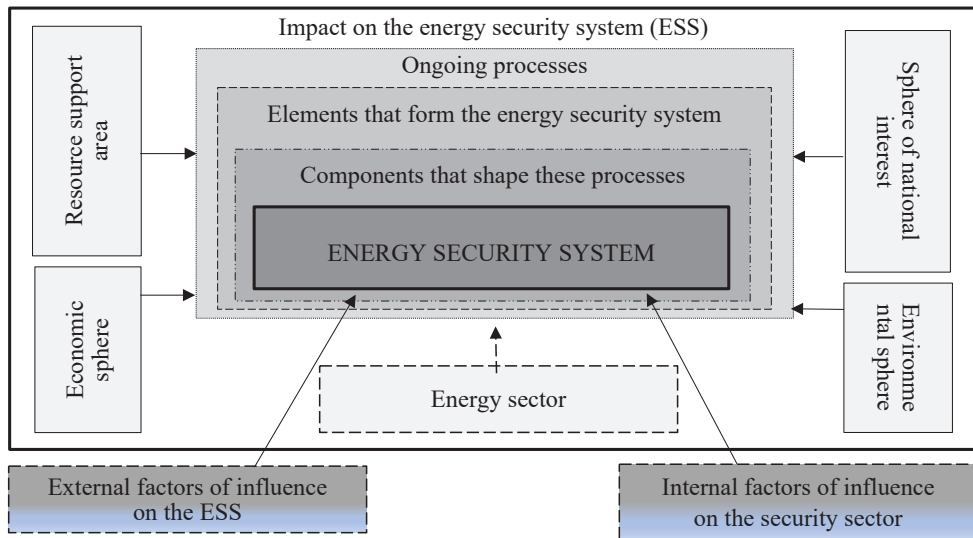 Impact on the energy security system (ESS)
Ongoing processes
Elements that form the energy security system
Components that shape these processes
ENERGY SECURITY SYSTEM
Resource support
area
Economic
sphere
Sphere of national
interest
Environme
ntal sphere
Energy sector
External factors of influence
on the ESS
Internal factors of influence
on the security sector